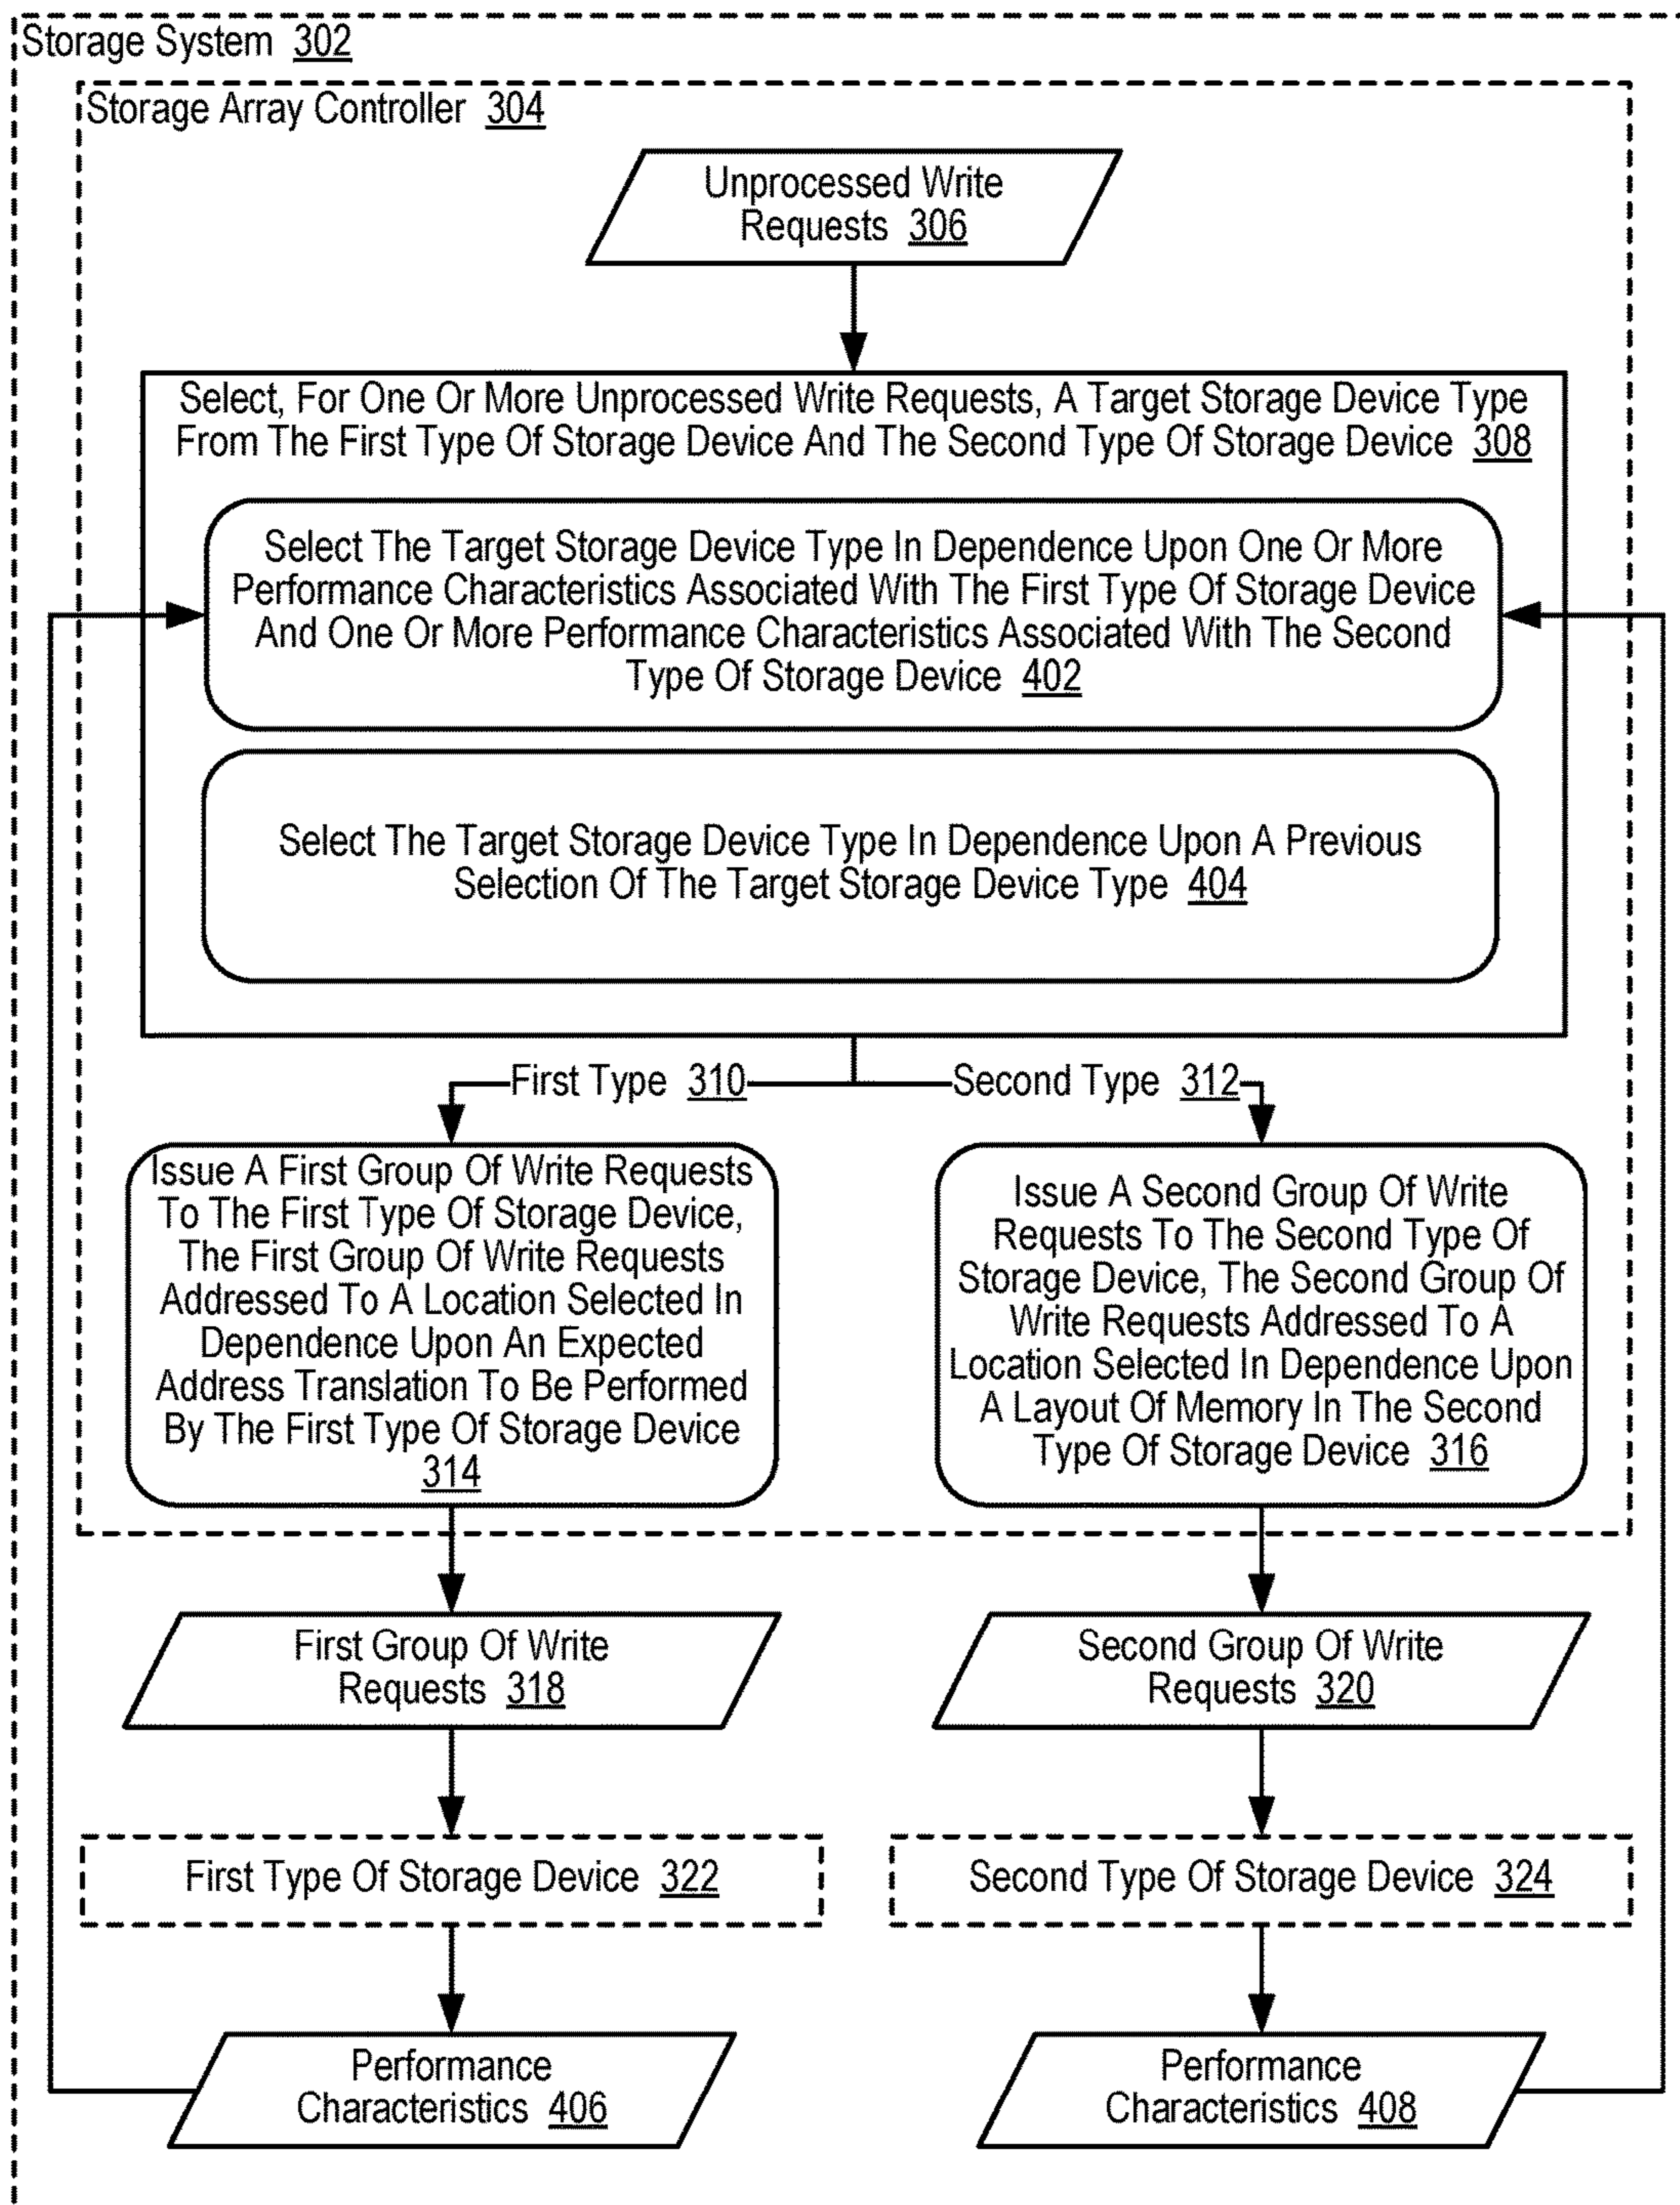 Storage System 302
Storage Array Controller 304
Unprocessed Write
Requests 306
Select, For One Or More Unprocessed Write Requests, A Target Storage Device Type
From The First Type Of Storage Device And The Second Type Of Storage Device 308
Select The Target Storage Device Type In Dependence Upon One Or More
Performance Characteristics Associated With The First Type Of Storage Device
And One Or More Performance Characteristics Associated With The Second
Type Of Storage Device 402
Select The Target Storage Device Type In Dependence Upon A Previous
Selection Of The Target Storage Device Type 404
First Type 310
Second Type 312
Issue A First Group Of Write Requests
To The First Type Of Storage Device,
The First Group Of Write Requests
Addressed To A Location Selected In
Dependence Upon An Expected
Address Translation To Be Performed
By The First Type Of Storage Device
314
Issue A Second Group Of Write
Requests To The Second Type Of
Storage Device, The Second Group Of
Write Requests Addressed To A
Location Selected In Dependence Upon
A Layout Of Memory In The Second
Type Of Storage Device 316
First Group Of Write
Requests 318
Second Group Of Write
Requests 320
First Type Of Storage Device 322
Second Type Of Storage Device 324
Performance
Characteristics 406
Performance
Characteristics 408